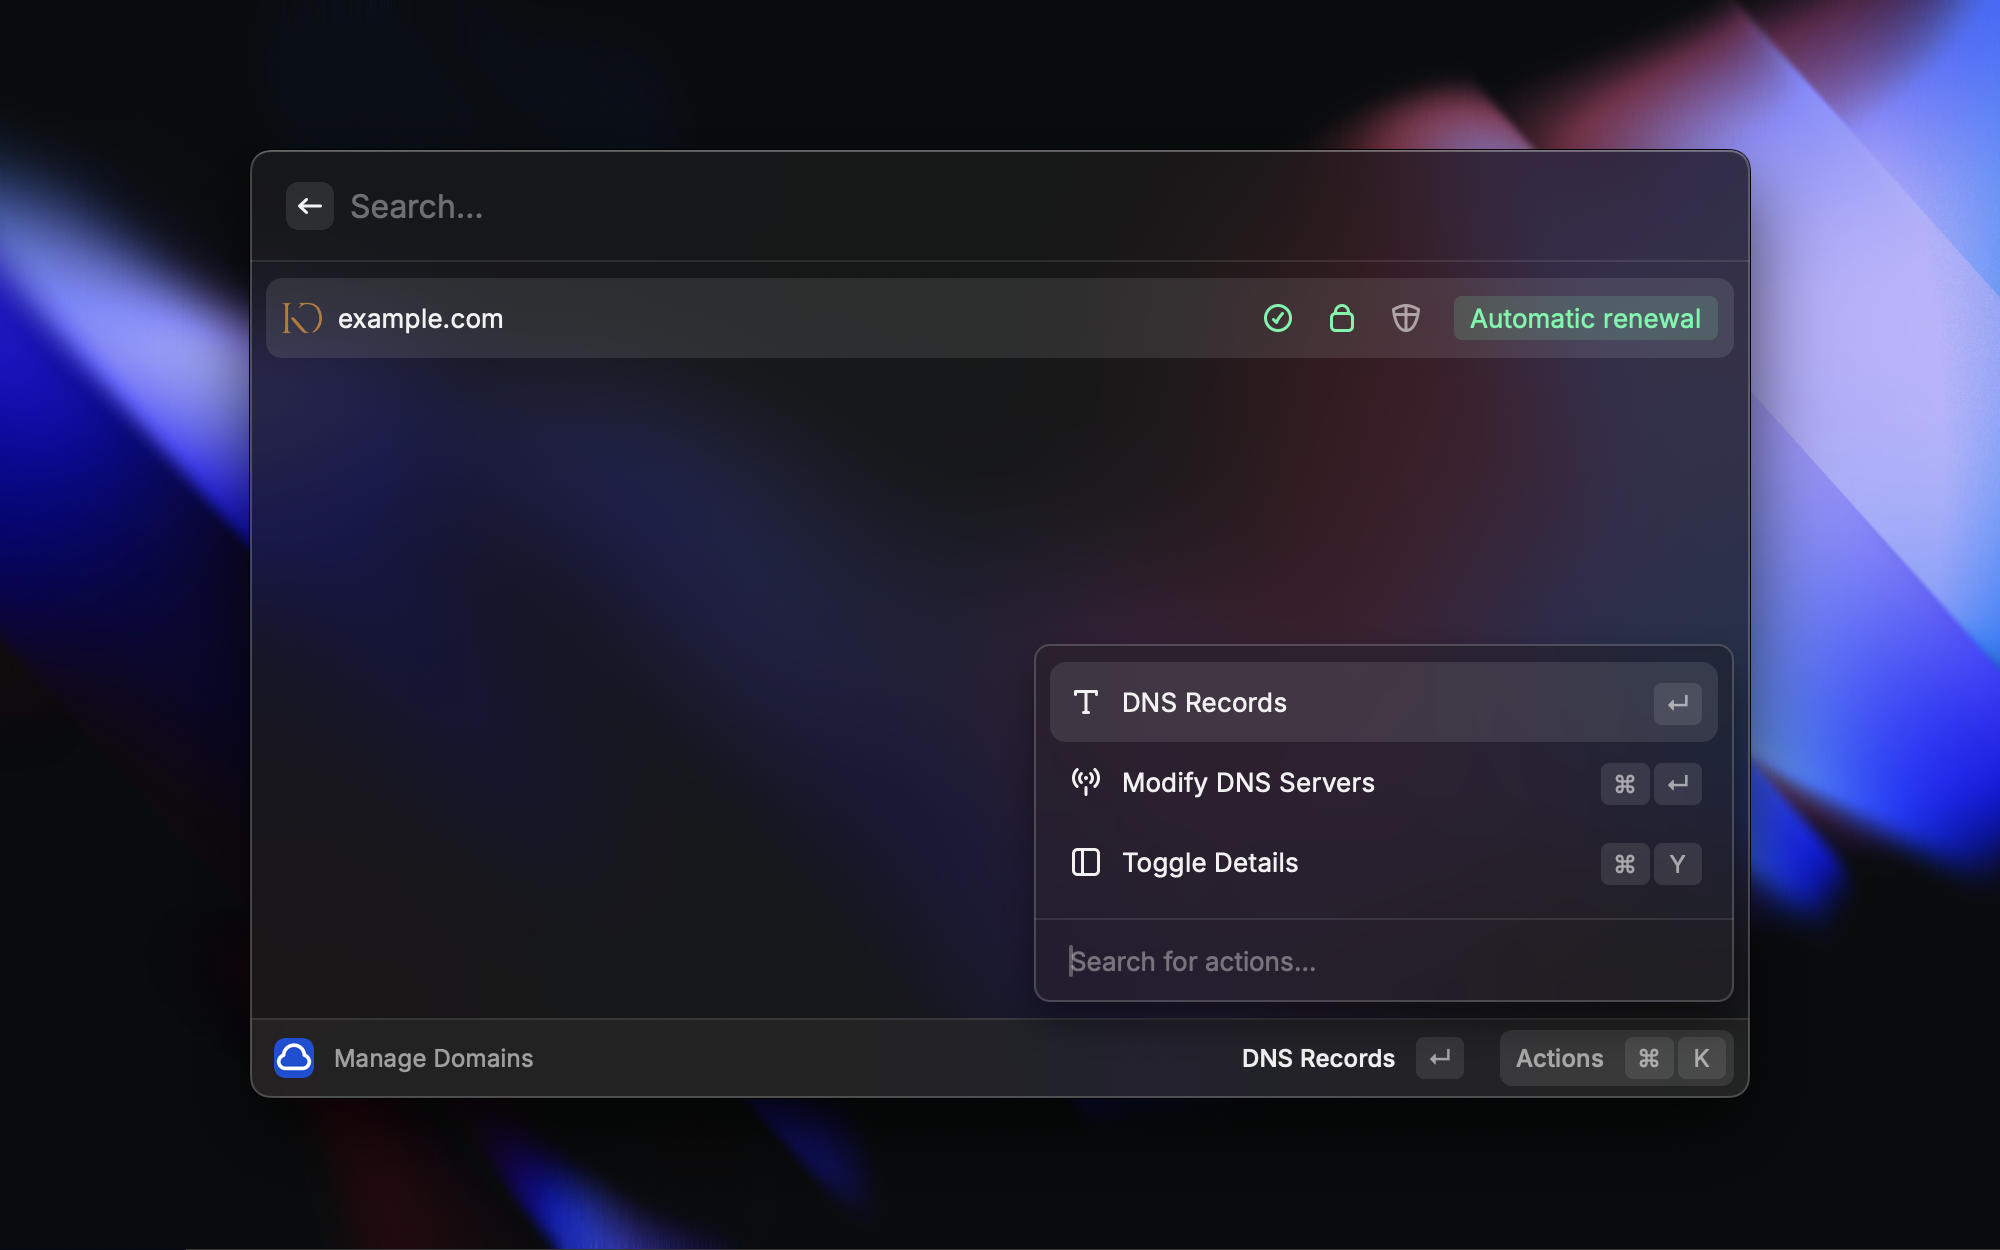 Search...
example.com Automatic renewal
DNS Records ↵
Modify DNS Servers ⌘ ↵
Toggle Details ⌘ Y
Search for actions...
Manage Domains DNS Records ↵ Actions ⌘ K